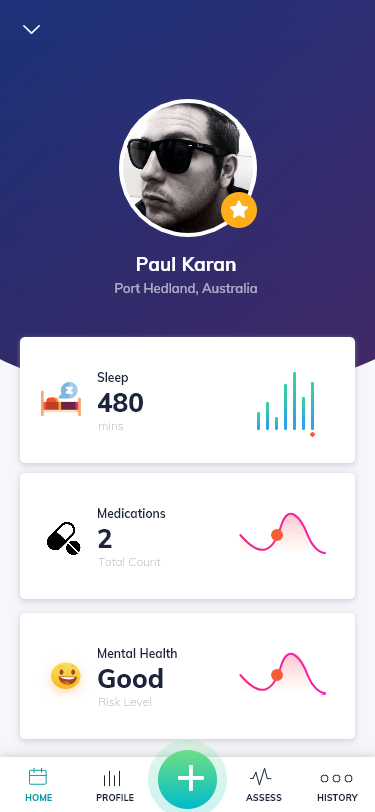 Paul Karan
Port Hedland, Australia
Sleep
480
mins
Medications
2
Total Count
Mental Health
Good
Risk Level
HOME PROFILE ASSESS HISTORY